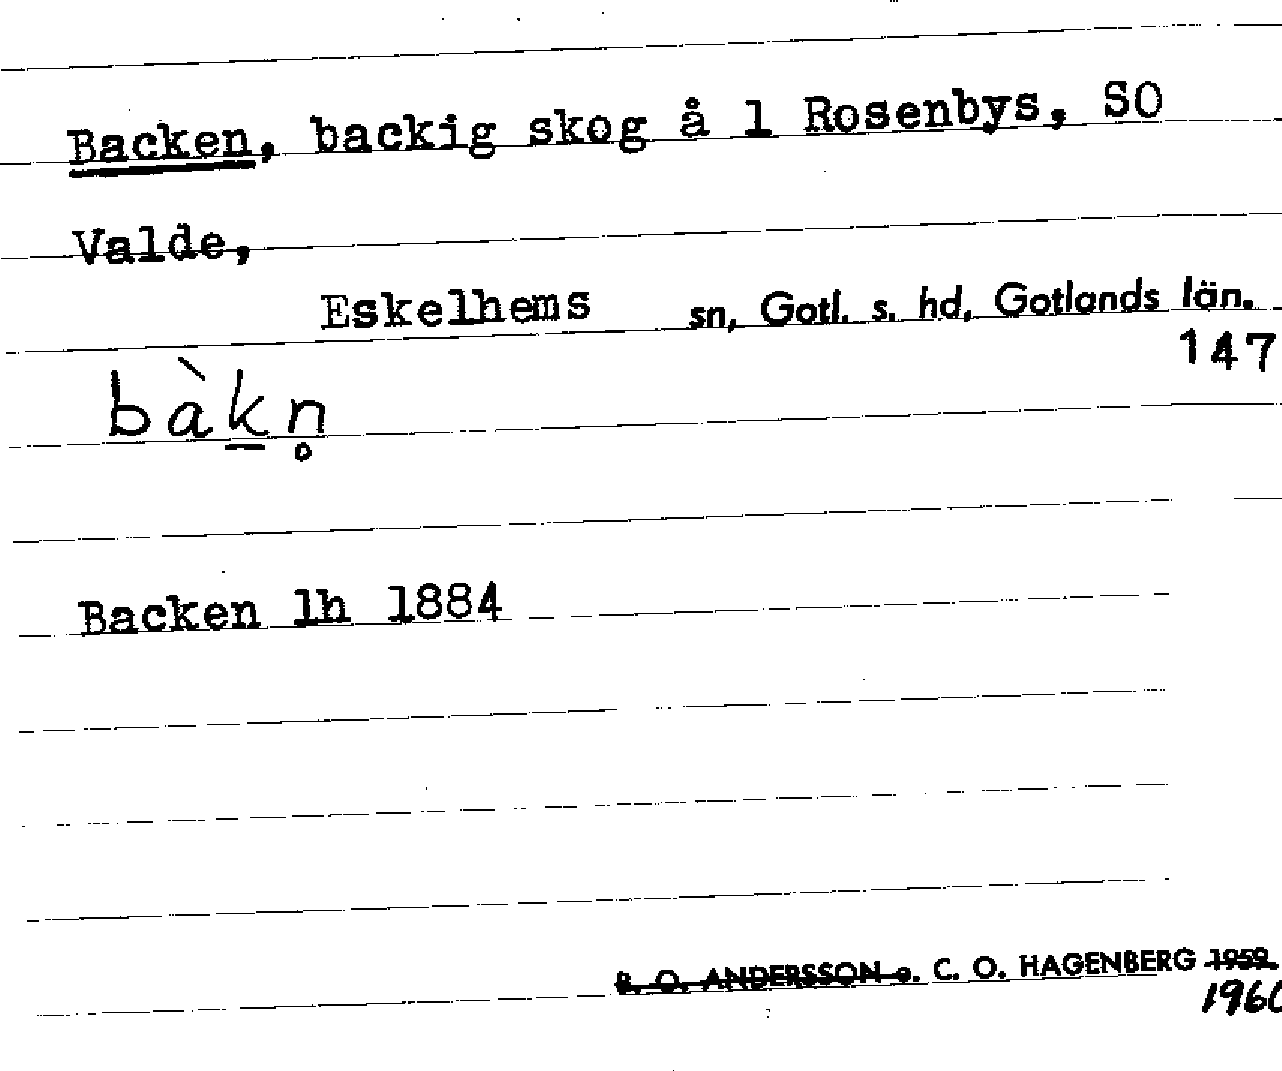 Backen, backig skog å 1 Rosenbys, SO
Valde,
Eskelhems sn, Gotl. s. hd, Gotlands län.
147
bàk̲n̥
Backen lh 1884
R. O. ANDERSSON o. C. O. HAGENBERG 1959.
1960